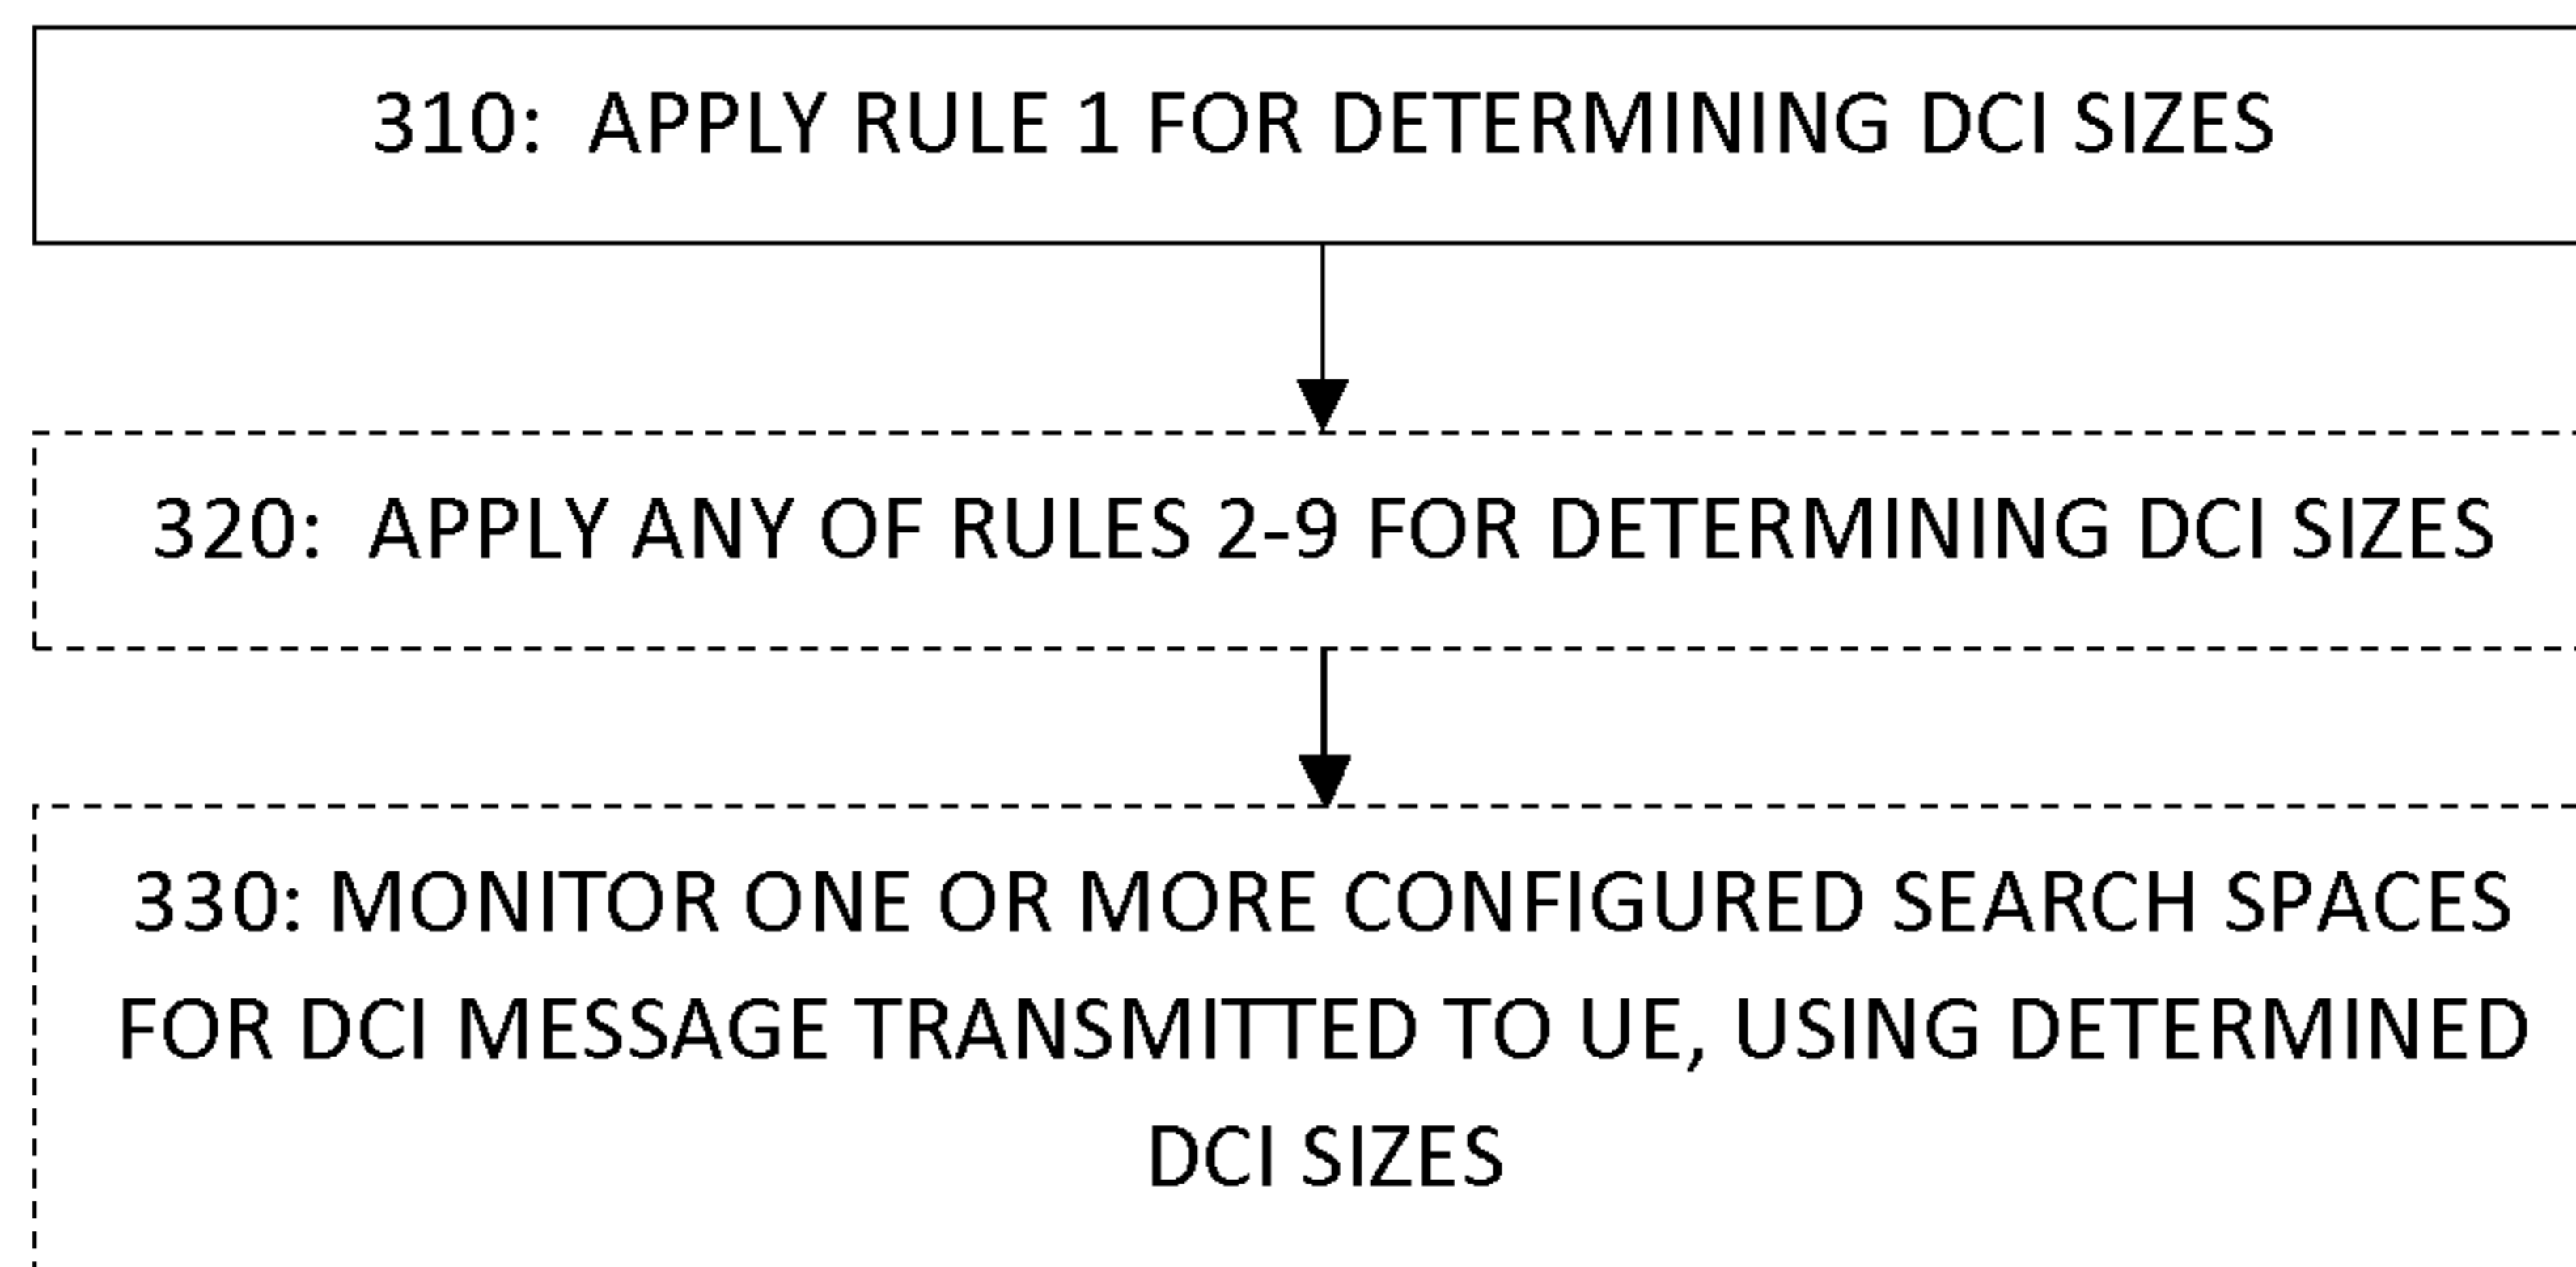 310:  APPLY RULE 1 FOR DETERMINING DCI SIZES
320:  APPLY ANY OF RULES 2-9 FOR DETERMINING DCI SIZES
330: MONITOR ONE OR MORE CONFIGURED SEARCH SPACES
FOR DCI MESSAGE TRANSMITTED TO UE, USING DETERMINED
DCI SIZES